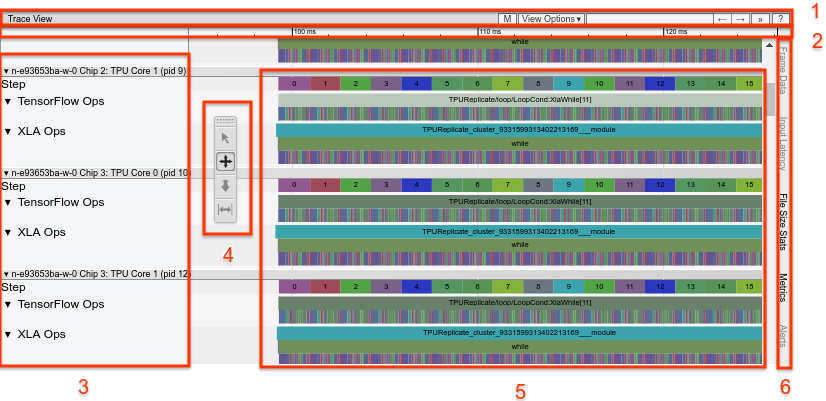 1
Trace View M View Options▾ ← → » ?
2
100 ms 110 ms 120 ms
while
▾ n-e93653ba-w-0 Chip 2: TPU Core 1 (pid 9)
Step 0 1 2 3 4 5 6 7 8 9 10 11 12 13 14 15
▾ TensorFlow Ops TPUReplicate/loop/LoopCond:XlaWhile[11]
▾ XLA Ops TPUReplicate_cluster_9331599313402213169___module
while
▾ n-e93653ba-w-0 Chip 3: TPU Core 0 (pid 10)
Step 0 1 2 3 4 5 6 7 8 9 10 11 12 13 14 15
▾ TensorFlow Ops TPUReplicate/loop/LoopCond:XlaWhile[11]
▾ XLA Ops TPUReplicate_cluster_9331599313402213169___module
while
▾ n-e93653ba-w-0 Chip 3: TPU Core 1 (pid 12)
Step 0 1 2 3 4 5 6 7 8 9 10 11 12 13 14 15
▾ TensorFlow Ops TPUReplicate/loop/LoopCond:XlaWhile[11]
▾ XLA Ops TPUReplicate_cluster_9331599313402213169___module
while
Frame Data
Input Latency
File Size Stats
Metrics
Alerts
3
4
5
6